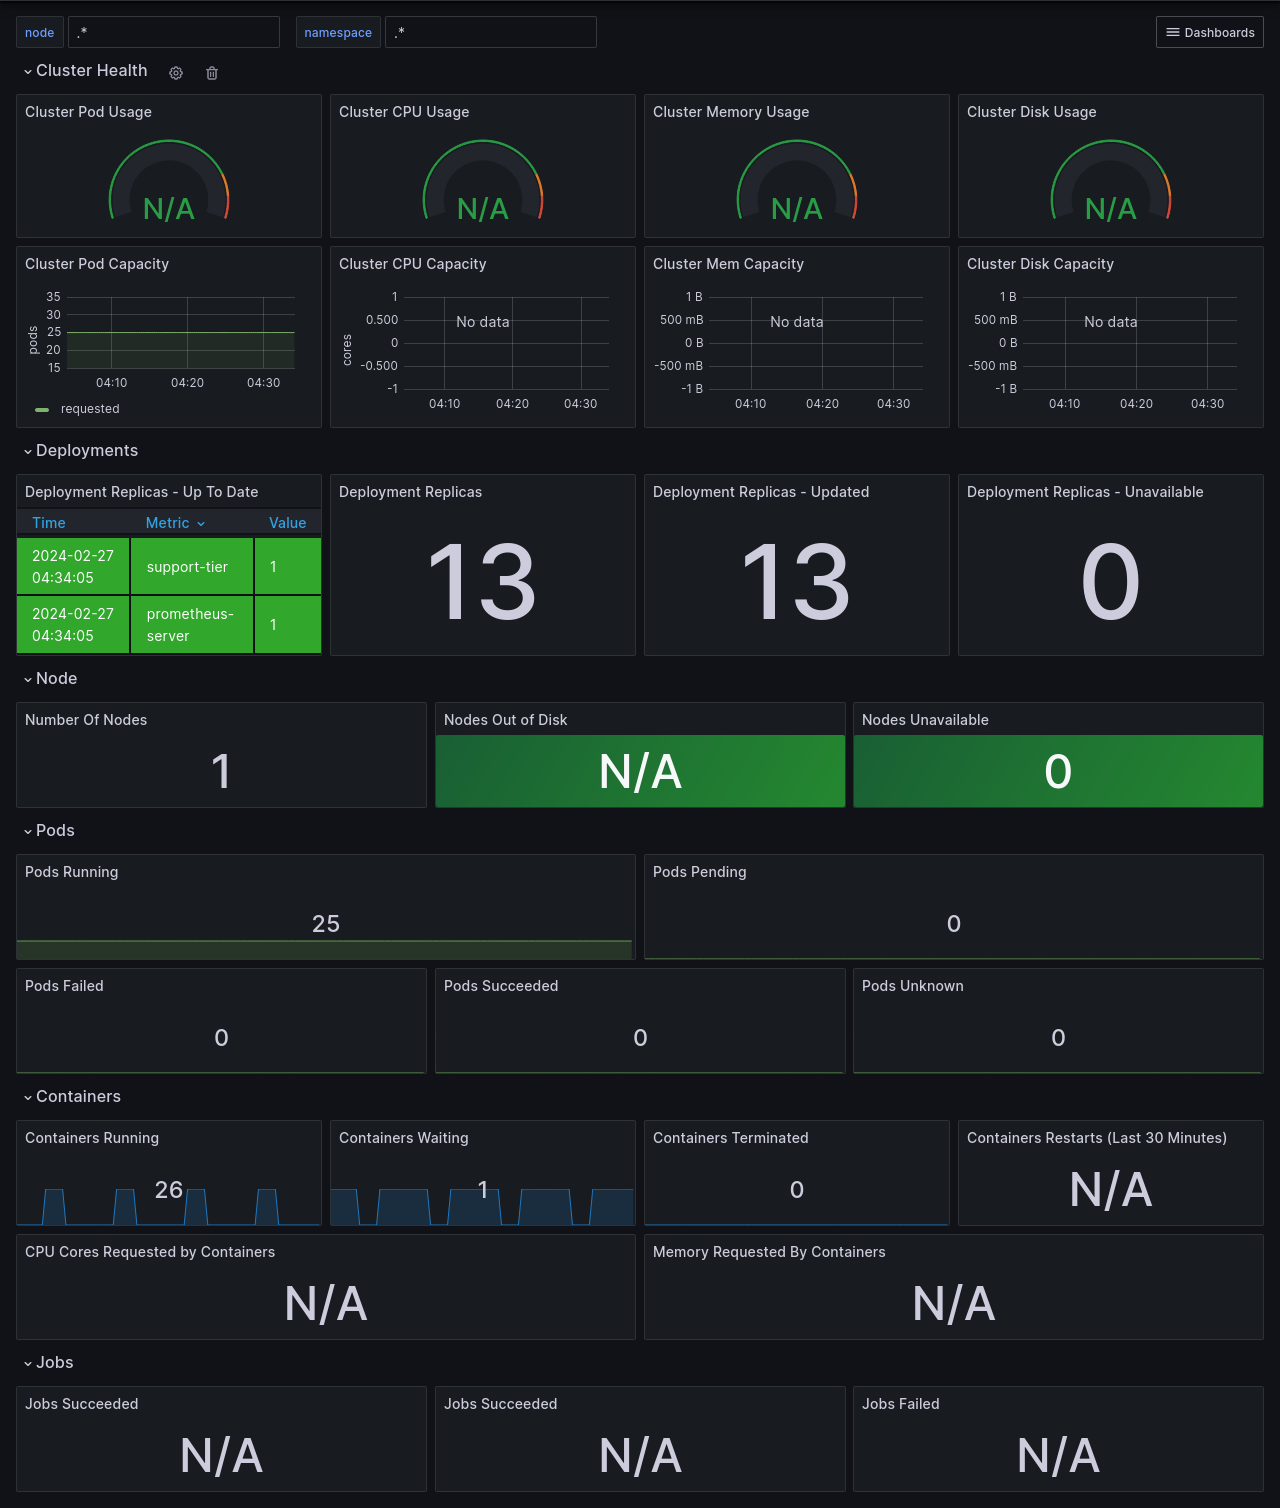 node .* namespace .* Dashboards
Cluster Health
Cluster Pod Usage Cluster CPU Usage Cluster Memory Usage Cluster Disk Usage
N/A N/A N/A N/A
Cluster Pod Capacity
35
30
25
20
15
pods
04:10 04:20 04:30
requested
Cluster CPU Capacity
1
0.500
0
-0.500
-1
cores
No data
04:10 04:20 04:30
Cluster Mem Capacity
1 B
500 mB
0 B
-500 mB
-1 B
No data
04:10 04:20 04:30
Cluster Disk Capacity
1 B
500 mB
0 B
-500 mB
-1 B
No data
04:10 04:20 04:30
Deployments
Deployment Replicas - Up To Date
Time Metric Value
2024-02-27
04:34:05
support-tier
1
2024-02-27
04:34:05
prometheus-
server
1
Deployment Replicas
13
Deployment Replicas - Updated
13
Deployment Replicas - Unavailable
0
Node
Number Of Nodes
1
Nodes Out of Disk
N/A
Nodes Unavailable
0
Pods
Pods Running
25
Pods Pending
0
Pods Failed
0
Pods Succeeded
0
Pods Unknown
0
Containers
Containers Running
26
Containers Waiting
1
Containers Terminated
0
Containers Restarts (Last 30 Minutes)
N/A
CPU Cores Requested by Containers
N/A
Memory Requested By Containers
N/A
Jobs
Jobs Succeeded
N/A
Jobs Succeeded
N/A
Jobs Failed
N/A